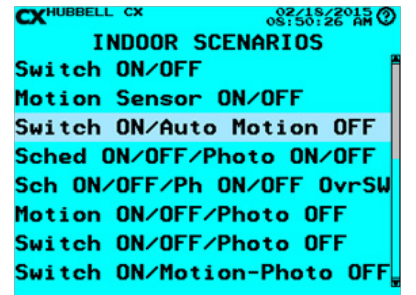 CX HUBBELL CX 02/18/2015
08:50:26 AM ?
INDOOR SCENARIOS
Switch ON/OFF
Motion Sensor ON/OFF
Switch ON/Auto Motion OFF
Sched ON/OFF/Photo ON/OFF
Sch ON/OFF/Ph ON/OFF OvrSW
Motion ON/OFF/Photo OFF
Switch ON/OFF/Photo OFF
Switch ON/Motion-Photo OFF